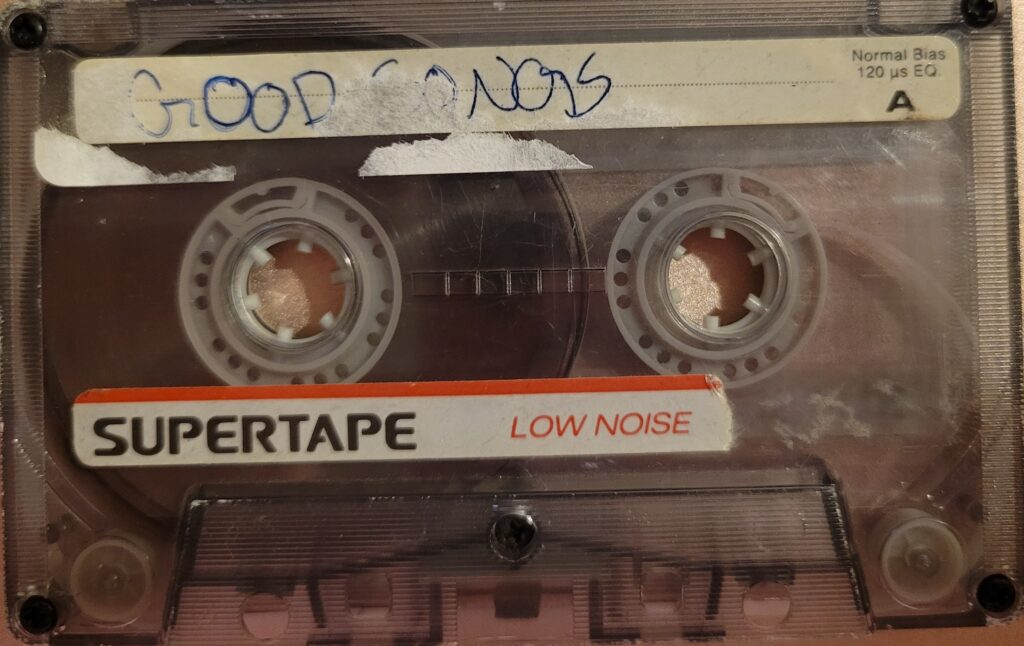 GOOD SONGS
Normal Bias
120 µs EQ.
A
SUPERTAPE
LOW NOISE